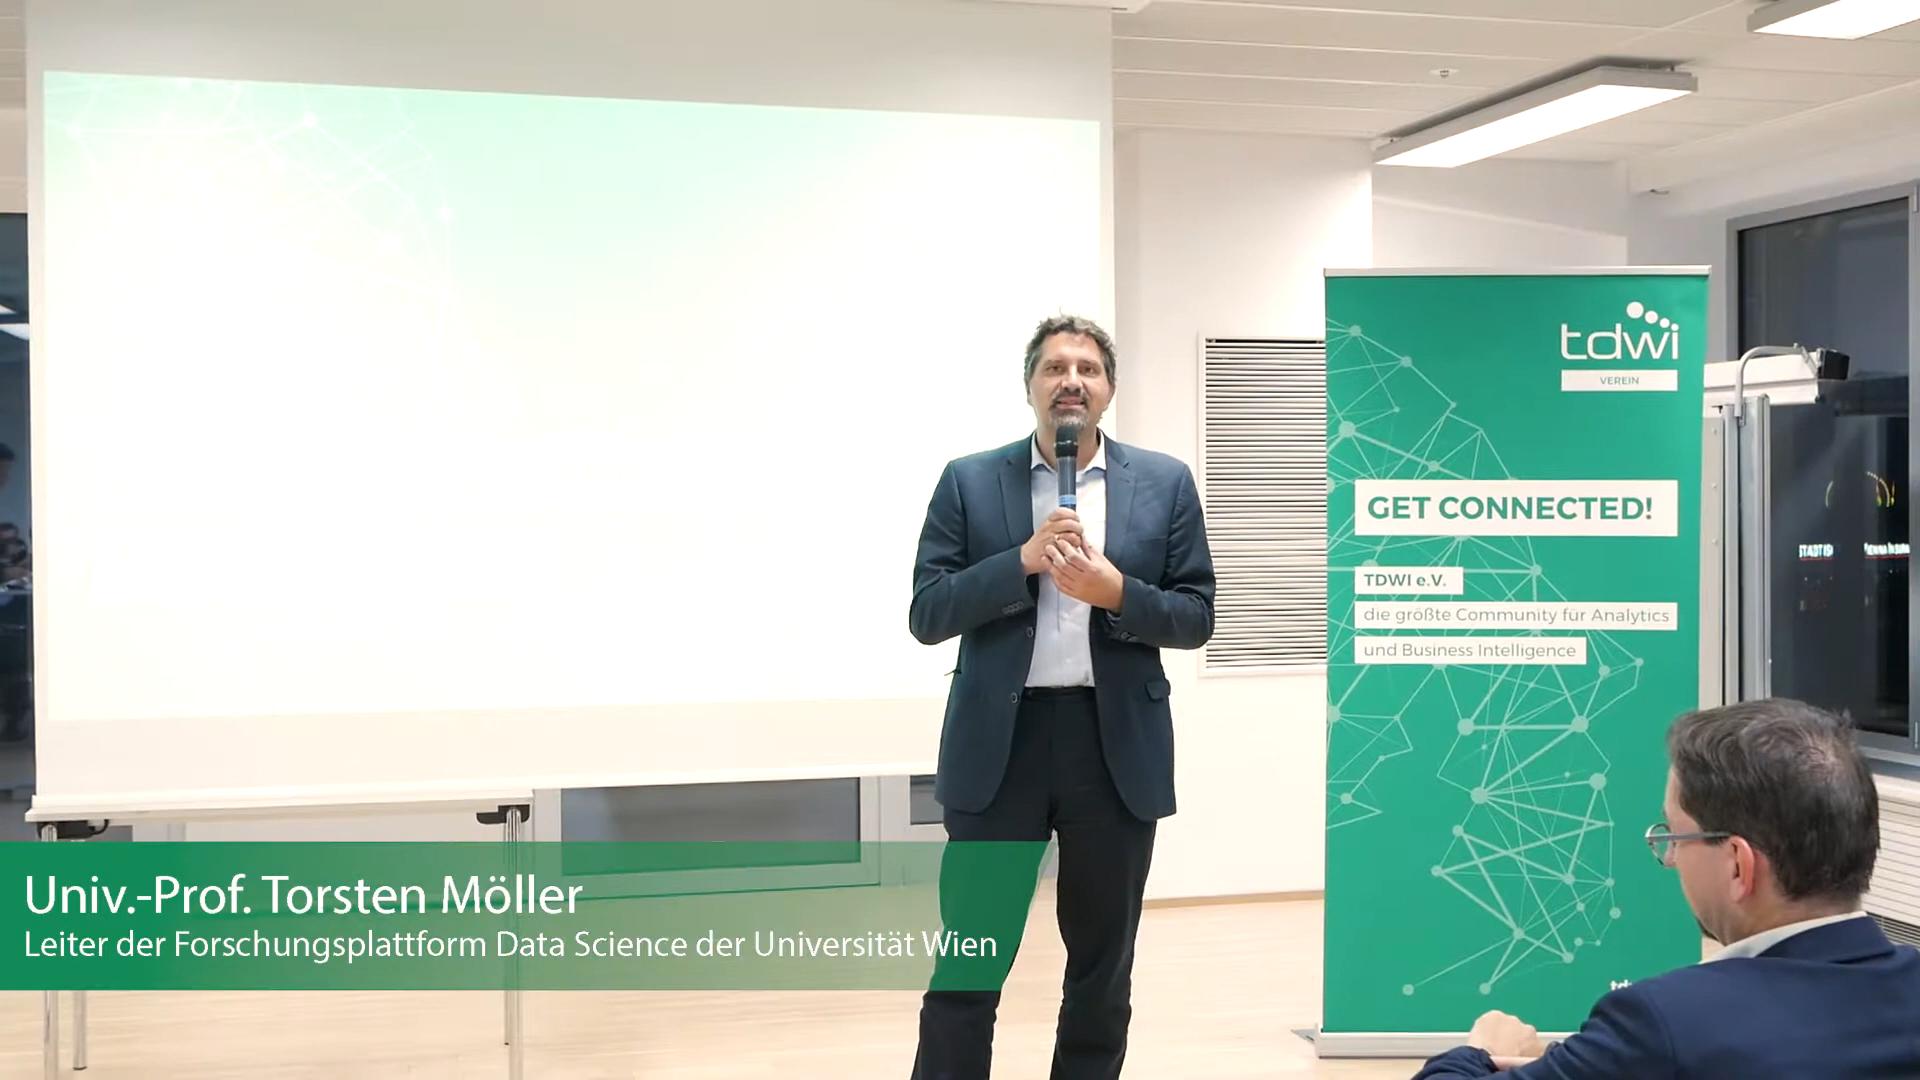 tdwi
VEREIN
GET CONNECTED!
TDWI e.V.
die größte Community für Analytics
und Business Intelligence
Univ.-Prof. Torsten Möller
Leiter der Forschungsplattform Data Science der Universität Wien